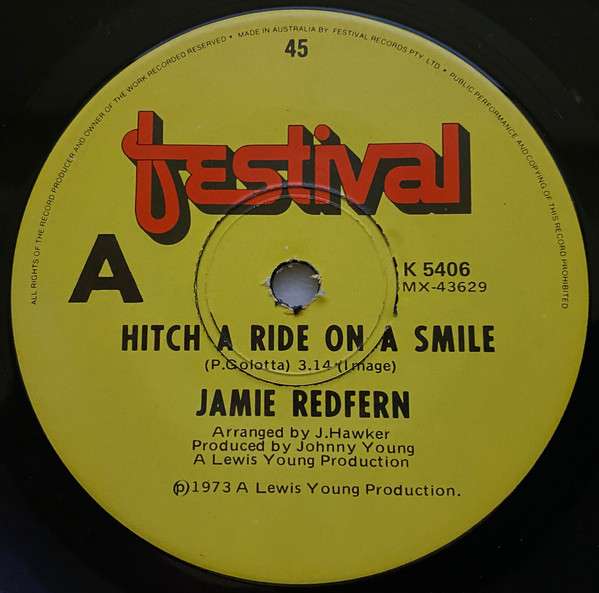 ALL RIGHTS OF THE RECORD PRODUCER AND OWNER OF THE WORK RECORDED RESERVED • MADE IN AUSTRALIA BY FESTIVAL RECORDS PTY. LTD. • PUBLIC PERFORMANCE AND COPYING OF THIS RECORD PROHIBITED
45
festival
A
K 5406
MX-43629
HITCH A RIDE ON A SMILE
(P.Golotta) 3.14 (Image)
JAMIE REDFERN
Arranged by J.Hawker
Produced by Johnny Young
A Lewis Young Production
(p)1973 A Lewis Young Production.